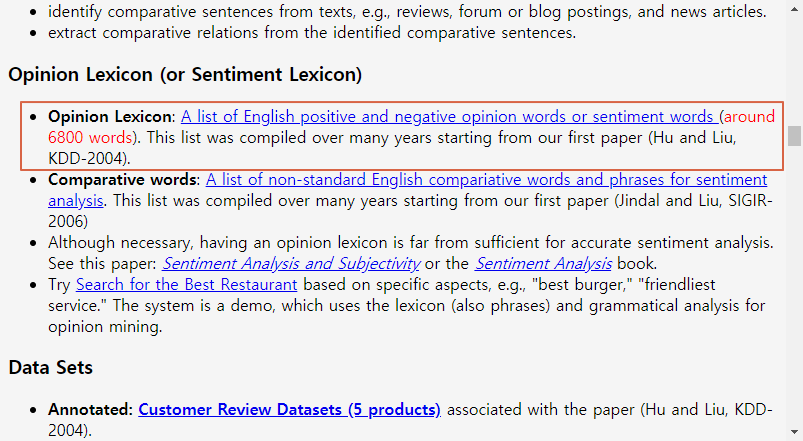 • identify comparative sentences from texts, e.g., reviews, forum or blog postings, and news articles.
• extract comparative relations from the identified comparative sentences.
Opinion Lexicon (or Sentiment Lexicon)
• Opinion Lexicon: A list of English positive and negative opinion words or sentiment words (around
6800 words). This list was compiled over many years starting from our first paper (Hu and Liu,
KDD-2004).
• Comparative words: A list of non-standard English compariative words and phrases for sentiment
analysis. This list was compiled over many years starting from our first paper (Jindal and Liu, SIGIR-
2006)
• Although necessary, having an opinion lexicon is far from sufficient for accurate sentiment analysis.
See this paper: Sentiment Analysis and Subjectivity or the Sentiment Analysis book.
• Try Search for the Best Restaurant based on specific aspects, e.g., "best burger," "friendliest
service." The system is a demo, which uses the lexicon (also phrases) and grammatical analysis for
opinion mining.
Data Sets
• Annotated: Customer Review Datasets (5 products) associated with the paper (Hu and Liu, KDD-
2004).